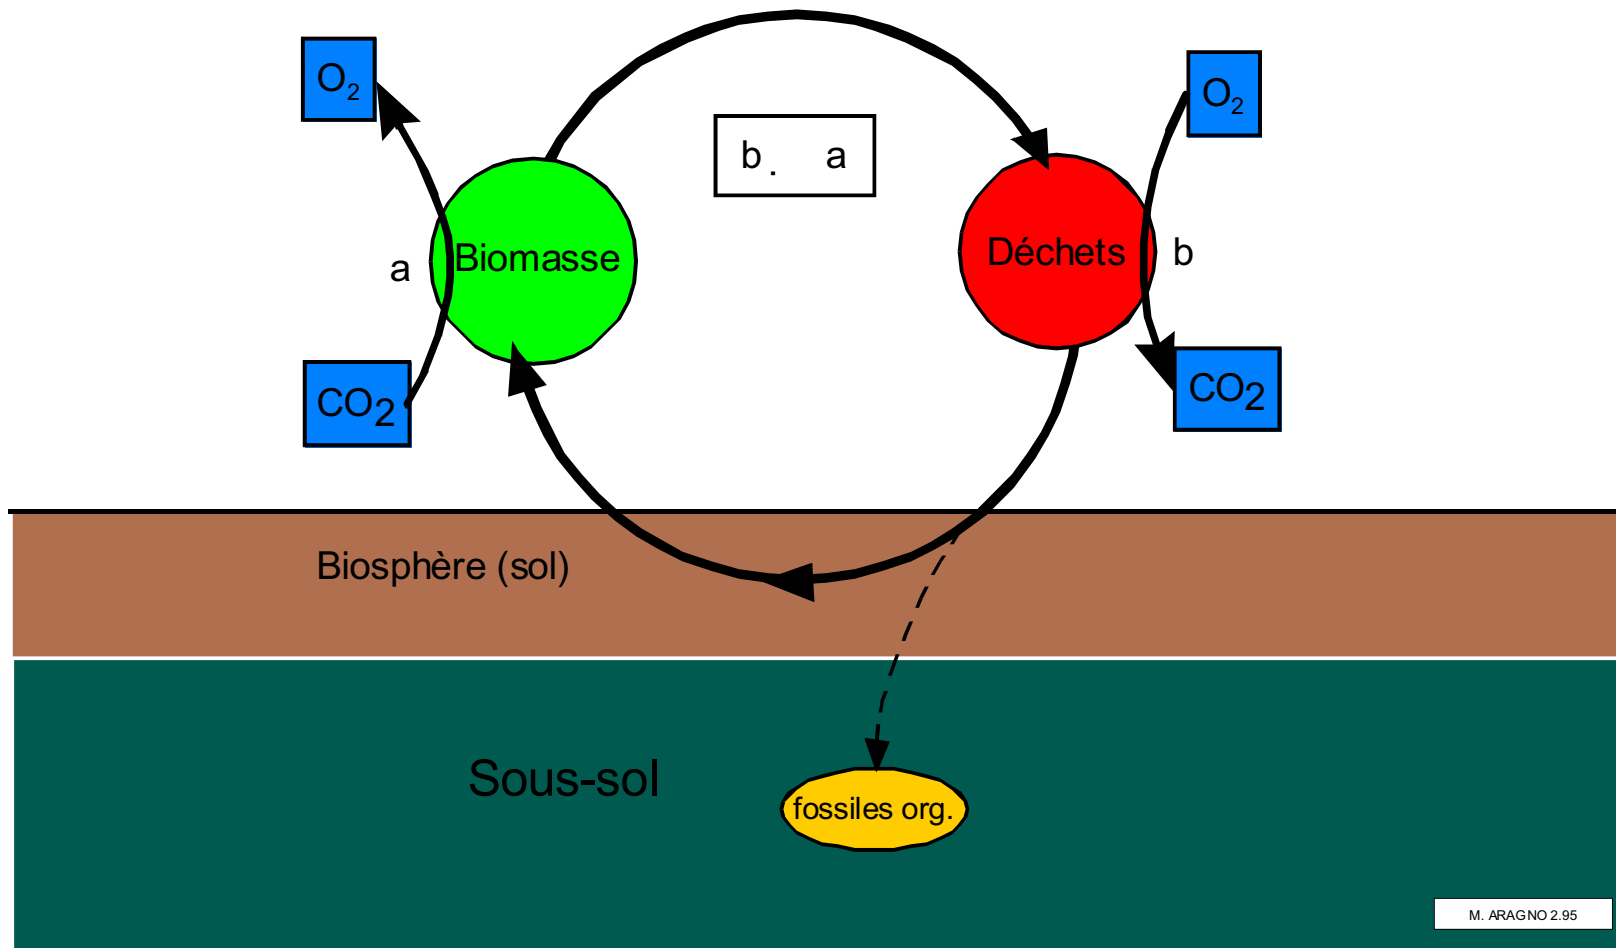 O2
O2
b . a
Biomasse
Déchets
a
b
CO2
CO2
Biosphère (sol)
Sous-sol
fossiles org.
M. ARAGNO 2.95